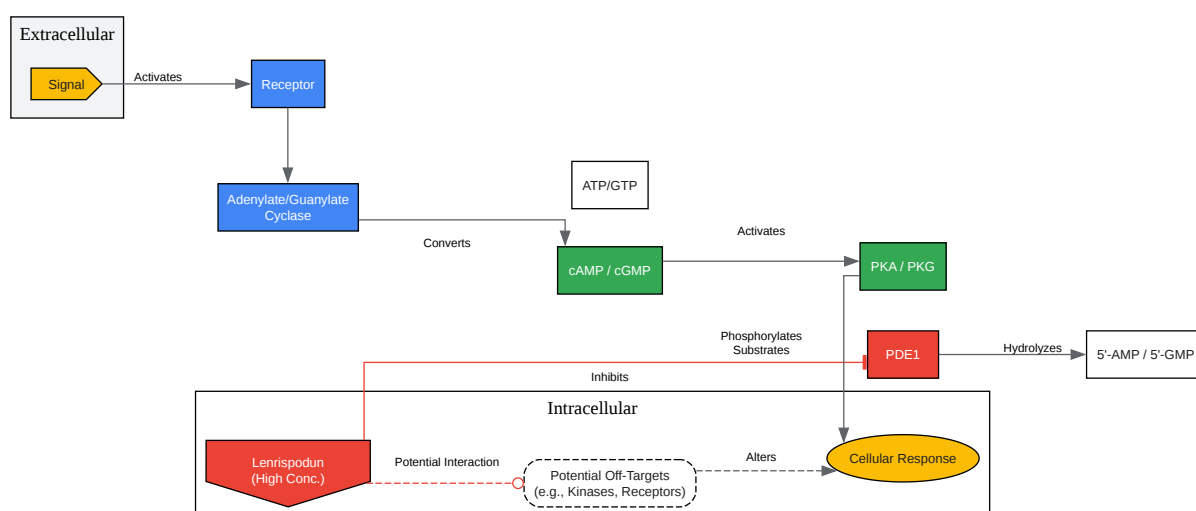 Extracellular
Signal
Activates
Receptor
Adenylate/Guanylate
Cyclase
Converts
ATP/GTP
cAMP / cGMP
Activates
PKA / PKG
Phosphorylates
Substrates
PDE1
Hydrolyzes
5'-AMP / 5'-GMP
Inhibits
Intracellular
Lenrispodun
(High Conc.)
Potential Interaction
Potential Off-Targets
(e.g., Kinases, Receptors)
Alters
Cellular Response